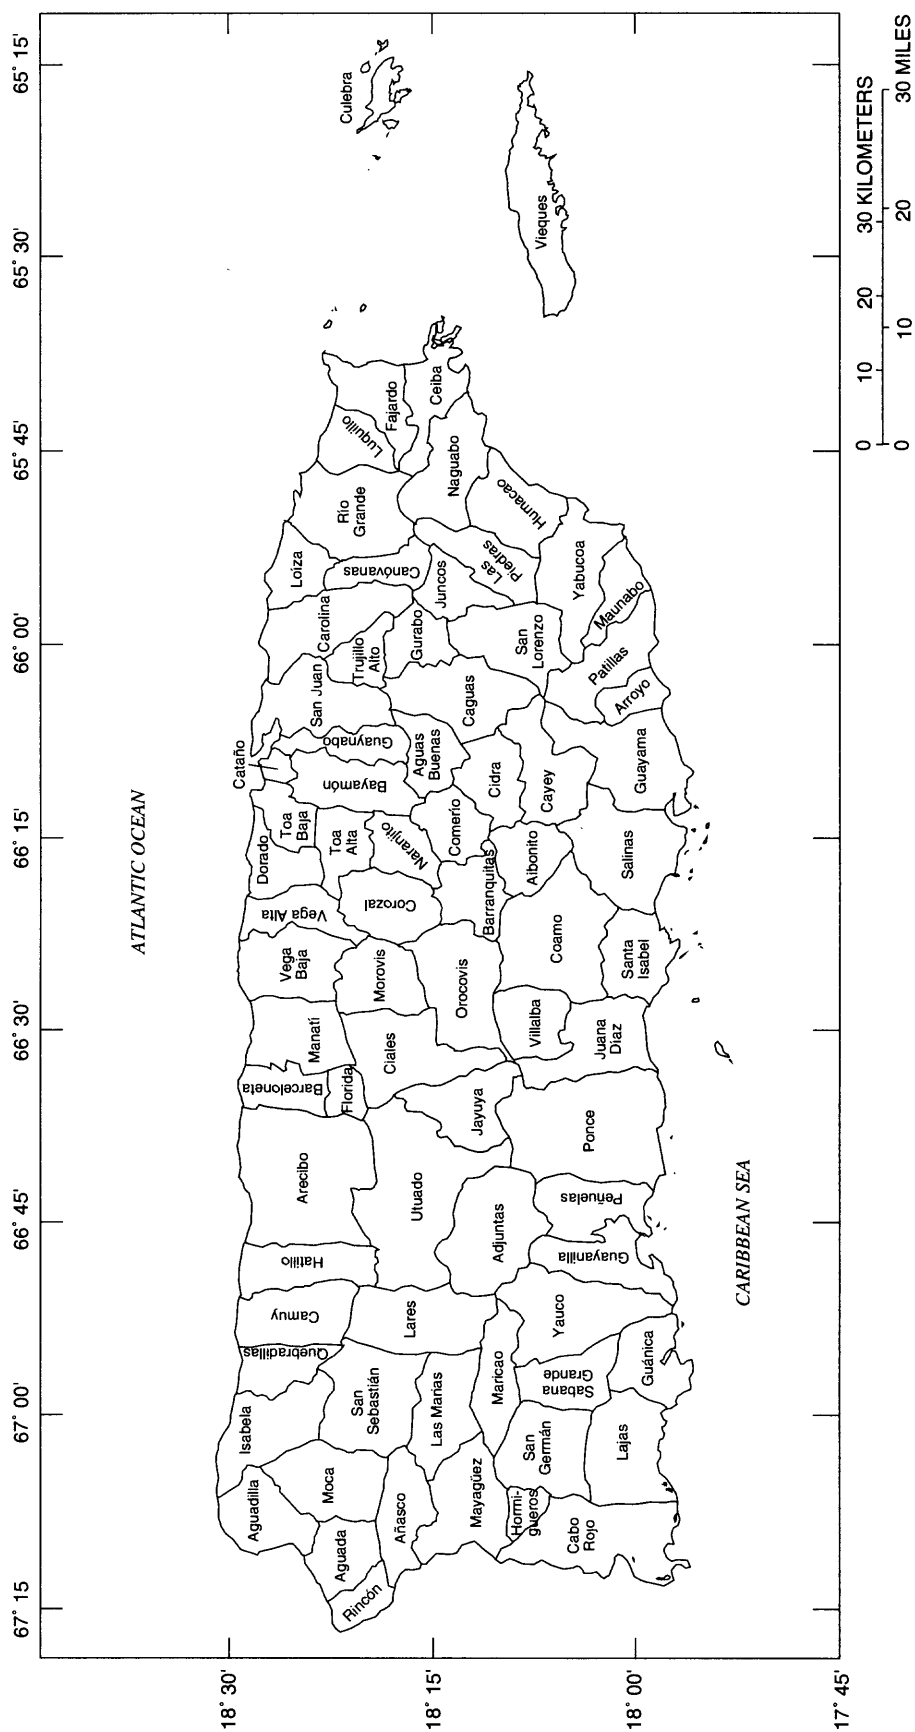 67° 15'
67° 00'
66° 45'
66° 30'
66° 15'
66° 00'
65° 45'
65° 30'
65° 15'
18° 30'
18° 15'
18° 00'
17° 45'
ATLANTIC OCEAN
CARIBBEAN SEA
Aguadilla
Isabela
Quebradillas
Camuy
Hatillo
Arecibo
Barceloneta
Manatí
Vega
Baja
Vega Alta
Dorado
Toa
Baja
Cataño
Toa
Alta
Bayamón
Guaynabo
San Juan
Trujillo
Alto
Carolina
Loíza
Canóvanas
Río
Grande
Luquillo
Fajardo
Ceiba
Culebra
Vieques
Rincón
Aguada
Moca
San
Sebastián
Lares
Utuado
Florida
Ciales
Morovis
Corozal
Naranjito
Añasco
Las Marías
Adjuntas
Jayuya
Orocovis
Barranquitas
Comerío
Aguas
Buenas
Cidra
Caguas
Gurabo
Juncos
San
Lorenzo
Las
Piedras
Naguabo
Humacao
Mayagüez
Maricao
Hormi-
gueros
San
Germán
Sabana
Grande
Yauco
Guayanilla
Peñuelas
Ponce
Villalba
Juana
Díaz
Coamo
Santa
Isabel
Aibonito
Salinas
Cayey
Guayama
Arroyo
Patillas
Maunabo
Yabucoa
Cabo
Rojo
Lajas
Guánica
0 10 20 30 KILOMETERS
0 10 20 30 MILES